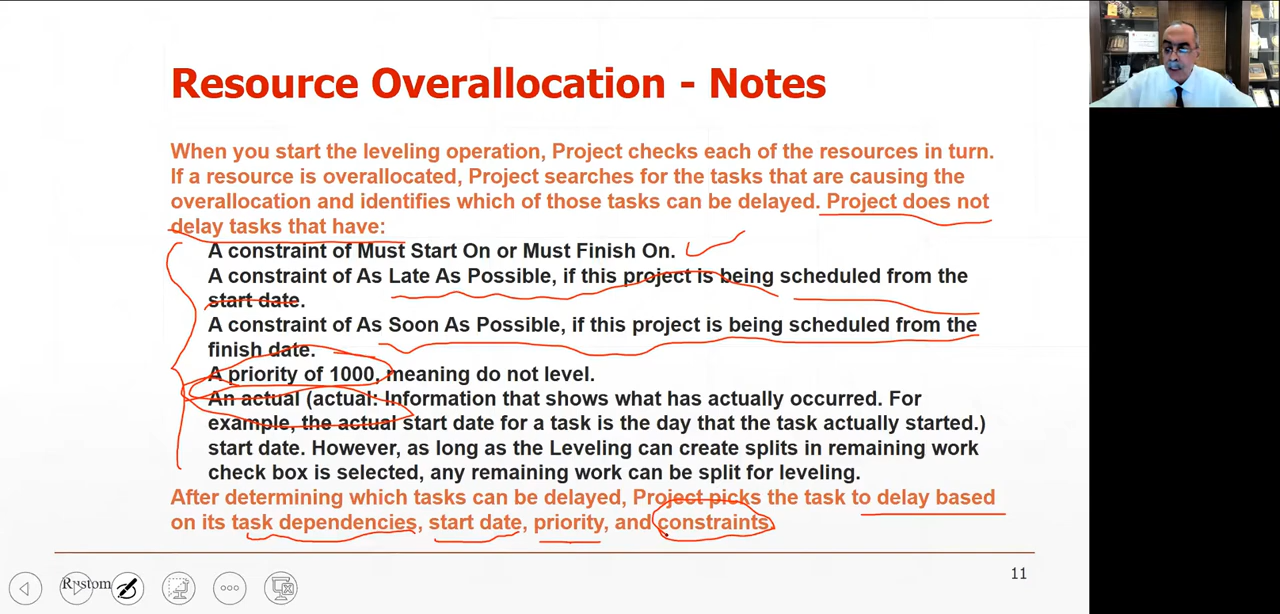 Resource Overallocation - Notes
When you start the leveling operation, Project checks each of the resources in turn.
If a resource is overallocated, Project searches for the tasks that are causing the
overallocation and identifies which of those tasks can be delayed. Project does not
delay tasks that have:
A constraint of Must Start On or Must Finish On.
A constraint of As Late As Possible, if this project is being scheduled from the
start date.
A constraint of As Soon As Possible, if this project is being scheduled from the
finish date.
A priority of 1000, meaning do not level.
An actual (actual: Information that shows what has actually occurred. For
example, the actual start date for a task is the day that the task actually started.)
start date. However, as long as the Leveling can create splits in remaining work
check box is selected, any remaining work can be split for leveling.
After determining which tasks can be delayed, Project picks the task to delay based
on its task dependencies, start date, priority, and constraints.
11
Rustom